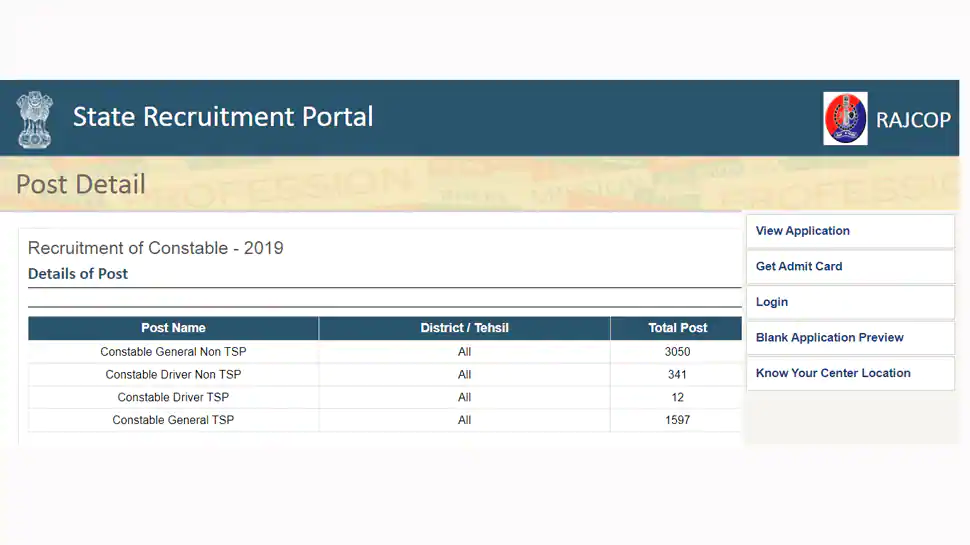 State Recruitment Portal
RAJCOP
Post Detail
PROFESSION
Recruitment of Constable - 2019
Details of Post
Post Name District / Tehsil Total Post
Constable General Non TSP All 3050
Constable Driver Non TSP All 341
Constable Driver TSP All 12
Constable General TSP All 1597
View Application
Get Admit Card
Login
Blank Application Preview
Know Your Center Location